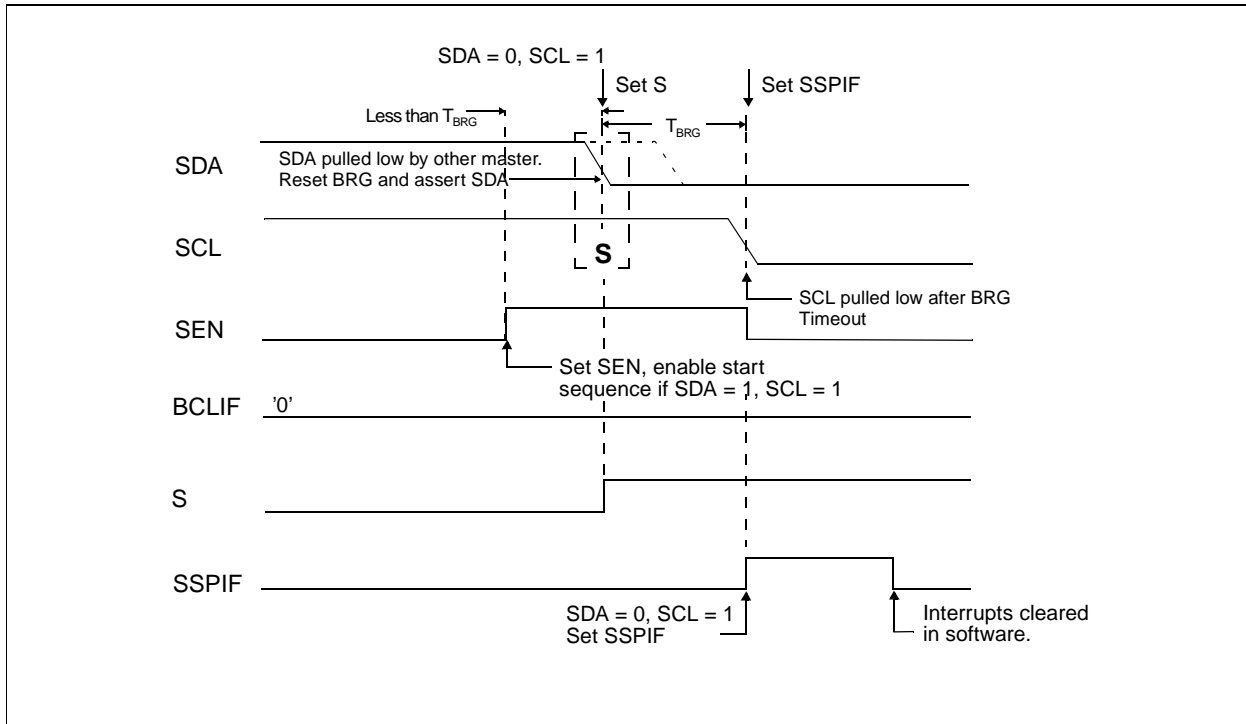 SDA = 0, SCL = 1
Set S
Set SSPIF
Less than TBRG
TBRG
SDA
SDA pulled low by other master.
Reset BRG and assert SDA
SCL
S
SCL pulled low after BRG
Timeout
SEN
Set SEN, enable start
sequence if SDA = 1, SCL = 1
BCLIF
'0'
S
SSPIF
SDA = 0, SCL = 1
Set SSPIF
Interrupts cleared
in software.